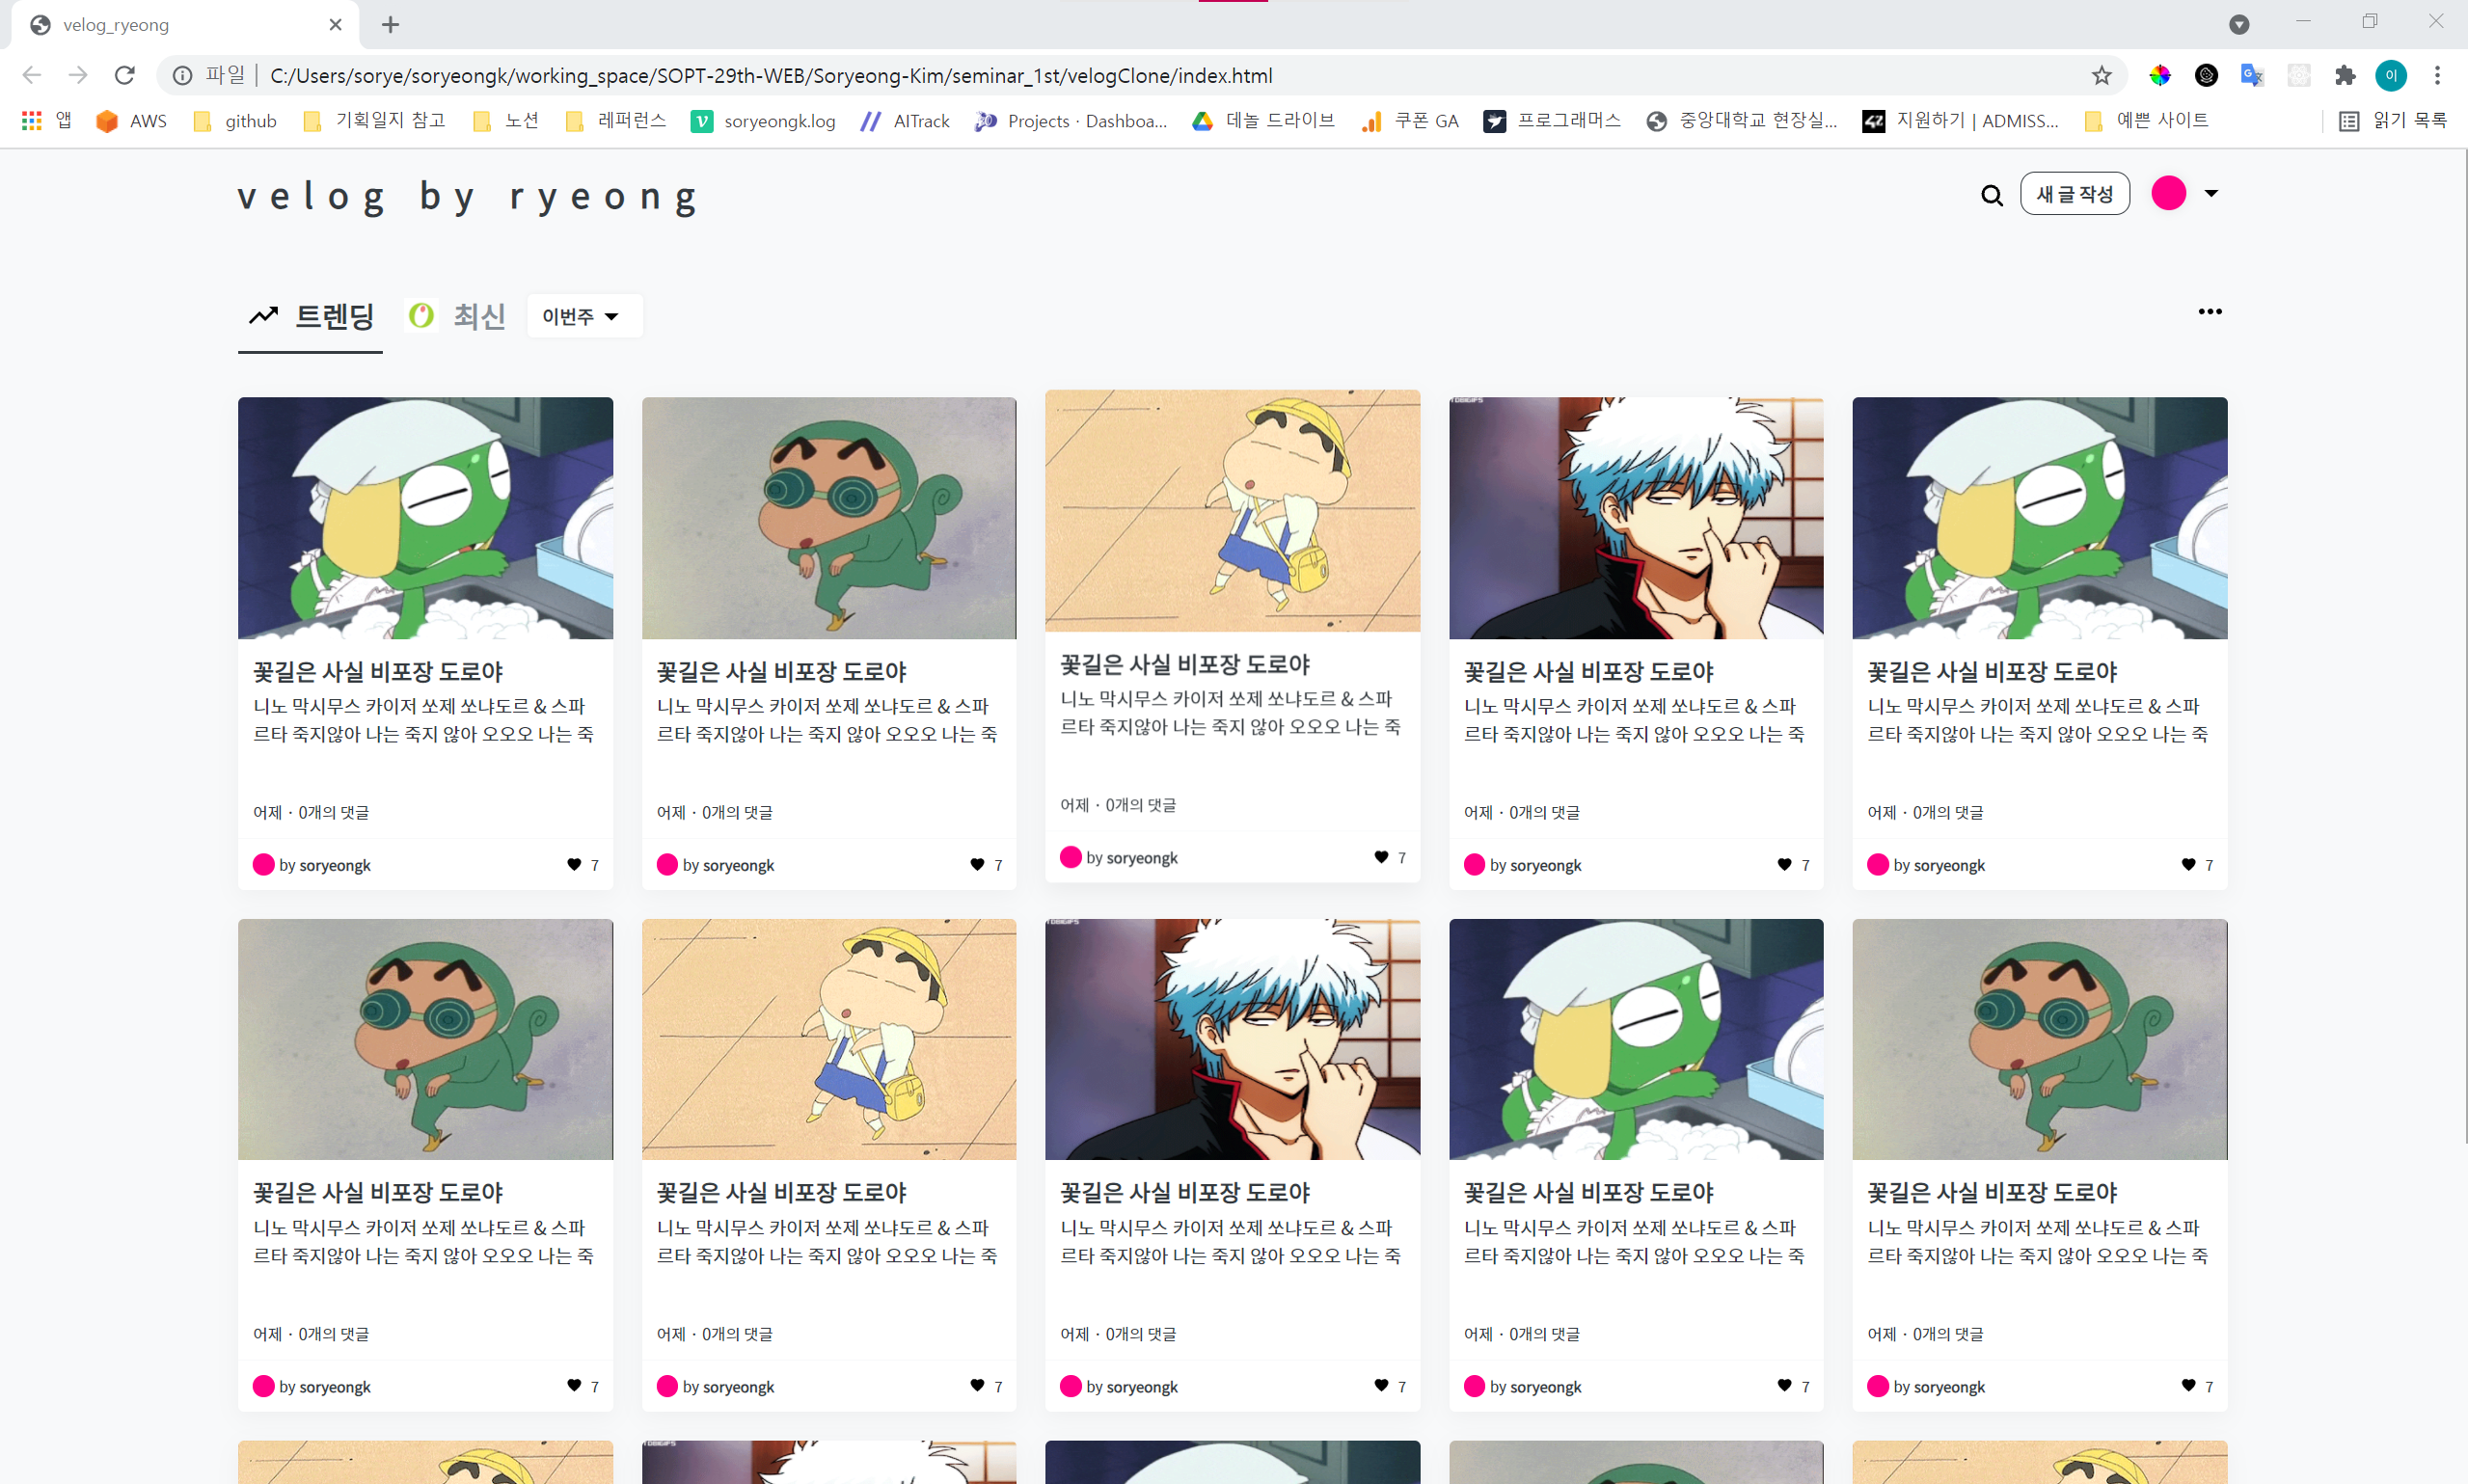 velog_ryeong
파일 | C:/Users/sorye/soryeongk/working_space/SOPT-29th-WEB/Soryeong-Kim/seminar_1st/velogClone/index.html
이
앱 AWS github 기획일지 참고 노션 레퍼런스 soryeongk.log AITrack Projects · Dashboa... 데놀 드라이브 쿠폰 GA 프로그래머스 중앙대학교 현장실... 지원하기 | ADMISS... 예쁜 사이트 읽기 목록
velog by ryeong
새 글 작성
트렌딩 최신 이번주
꽃길은 사실 비포장 도로야
니노 막시무스 카이저 쏘제 쏘냐도르 & 스파
르타 죽지않아 나는 죽지 않아 오오오 나는 죽
어제 · 0개의 댓글
by soryeongk 7
꽃길은 사실 비포장 도로야
니노 막시무스 카이저 쏘제 쏘냐도르 & 스파
르타 죽지않아 나는 죽지 않아 오오오 나는 죽
어제 · 0개의 댓글
by soryeongk 7
꽃길은 사실 비포장 도로야
니노 막시무스 카이저 쏘제 쏘냐도르 & 스파
르타 죽지않아 나는 죽지 않아 오오오 나는 죽
어제 · 0개의 댓글
by soryeongk 7
꽃길은 사실 비포장 도로야
니노 막시무스 카이저 쏘제 쏘냐도르 & 스파
르타 죽지않아 나는 죽지 않아 오오오 나는 죽
어제 · 0개의 댓글
by soryeongk 7
꽃길은 사실 비포장 도로야
니노 막시무스 카이저 쏘제 쏘냐도르 & 스파
르타 죽지않아 나는 죽지 않아 오오오 나는 죽
어제 · 0개의 댓글
by soryeongk 7
꽃길은 사실 비포장 도로야
니노 막시무스 카이저 쏘제 쏘냐도르 & 스파
르타 죽지않아 나는 죽지 않아 오오오 나는 죽
어제 · 0개의 댓글
by soryeongk 7
꽃길은 사실 비포장 도로야
니노 막시무스 카이저 쏘제 쏘냐도르 & 스파
르타 죽지않아 나는 죽지 않아 오오오 나는 죽
어제 · 0개의 댓글
by soryeongk 7
꽃길은 사실 비포장 도로야
니노 막시무스 카이저 쏘제 쏘냐도르 & 스파
르타 죽지않아 나는 죽지 않아 오오오 나는 죽
어제 · 0개의 댓글
by soryeongk 7
꽃길은 사실 비포장 도로야
니노 막시무스 카이저 쏘제 쏘냐도르 & 스파
르타 죽지않아 나는 죽지 않아 오오오 나는 죽
어제 · 0개의 댓글
by soryeongk 7
꽃길은 사실 비포장 도로야
니노 막시무스 카이저 쏘제 쏘냐도르 & 스파
르타 죽지않아 나는 죽지 않아 오오오 나는 죽
어제 · 0개의 댓글
by soryeongk 7